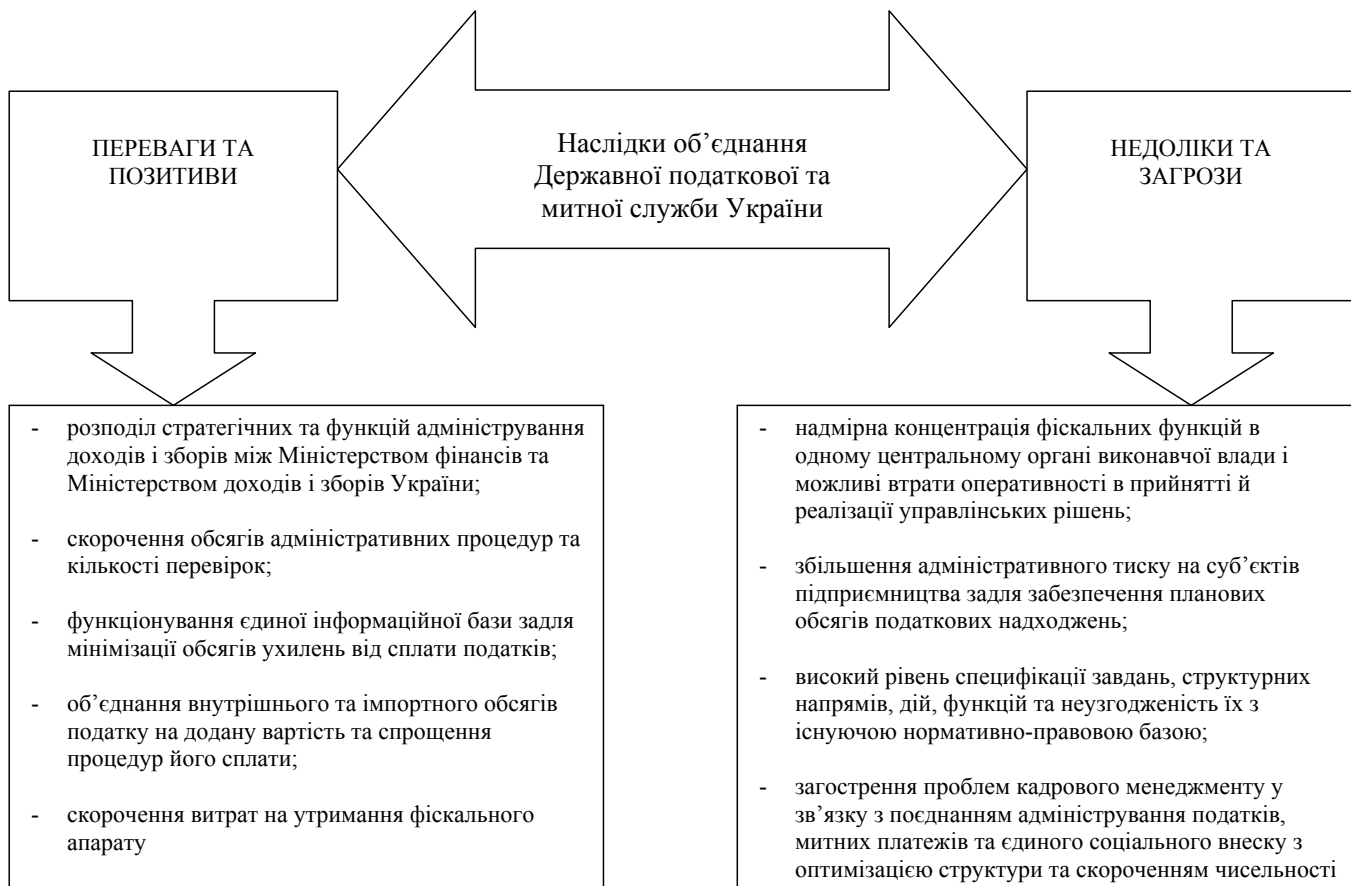 ПЕРЕВАГИ ТА
ПОЗИТИВИ
Наслідки об’єднання
Державної податкової та
митної служби України
НЕДОЛІКИ ТА
ЗАГРОЗИ
- розподіл стратегічних та функцій адміністрування
доходів і зборів між Міністерством фінансів та
Міністерством доходів і зборів України;
- скорочення обсягів адміністративних процедур та
кількості перевірок;
- функціонування єдиної інформаційної бази задля
мінімізації обсягів ухилень від сплати податків;
- об’єднання внутрішнього та імпортного обсягів
податку на додану вартість та спрощення
процедур його сплати;
- скорочення витрат на утримання фіскального
апарату
- надмірна концентрація фіскальних функцій в
одному центральному органі виконавчої влади і
можливі втрати оперативності в прийнятті й
реалізації управлінських рішень;
- збільшення адміністративного тиску на суб’єктів
підприємництва задля забезпечення планових
обсягів податкових надходжень;
- високий рівень специфікації завдань, структурних
напрямів, дій, функцій та неузгодженість їх з
існуючою нормативно-правовою базою;
- загострення проблем кадрового менеджменту у
зв’язку з поєднанням адміністрування податків,
митних платежів та єдиного соціального внеску з
оптимізацією структури та скороченням чисельності